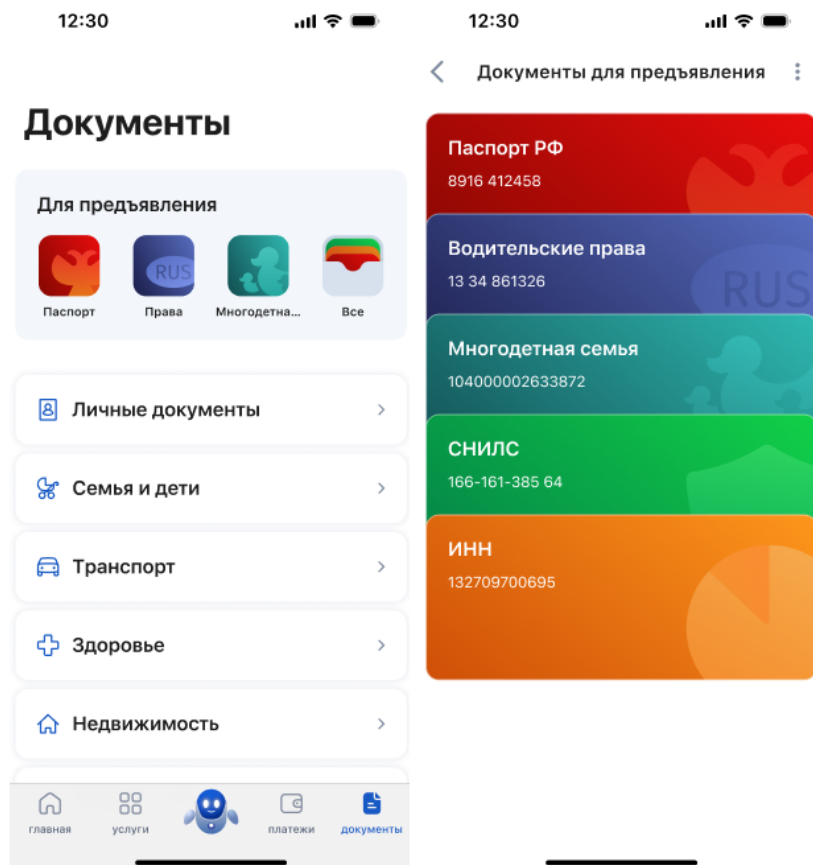 12:30
Документы
Для предъявления
RUS
Паспорт
Права
Многодетна...
Все
Личные документы
Семья и дети
Транспорт
Здоровье
Недвижимость
главная
услуги
платежи
документы
12:30
Документы для предъявления
Паспорт РФ
8916 412458
Водительские права
13 34 861326
RUS
Многодетная семья
104000002633872
СНИЛС
166-161-385 64
ИНН
132709700695